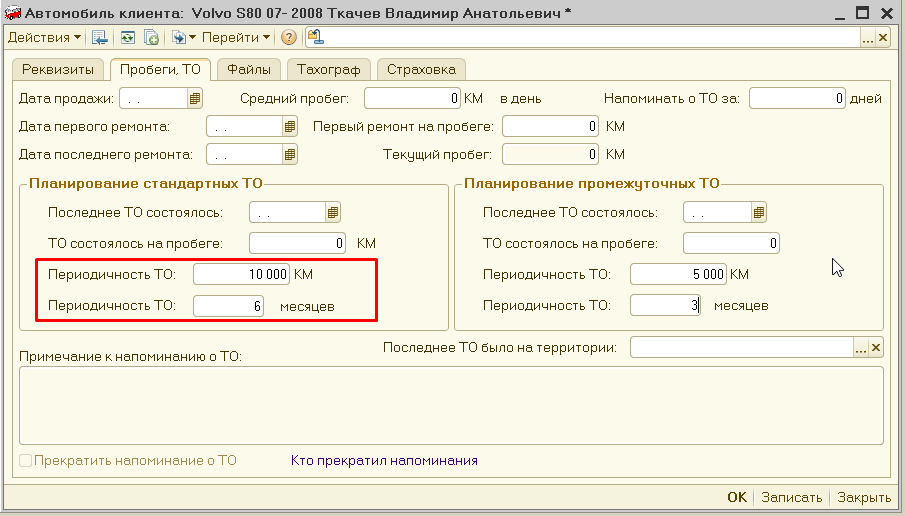 Автомобиль клиента: Volvo S80 07- 2008 Ткачев Владимир Анатольевич *
Действия Перейти ? ... ×
Реквизиты Пробеги, ТО Файлы Тахограф Страховка
Дата продажи: . . Средний пробег: 0 КМ в день Напоминать о ТО за: 0 дней
Дата первого ремонта: . . Первый ремонт на пробеге: 0 КМ
Дата последнего ремонта: . . Текущий пробег: 0 КМ
Планирование стандартных ТО
Последнее ТО состоялось: . .
ТО состоялось на пробеге: 0 КМ
Периодичность ТО: 10 000 КМ
Периодичность ТО: 6 месяцев
Планирование промежуточных ТО
Последнее ТО состоялось: . .
ТО состоялось на пробеге: 0
Периодичность ТО: 5 000 КМ
Периодичность ТО: 3 месяцев
Последнее ТО было на территории: ... ×
Примечание к напоминанию о ТО:
Прекратить напоминание о ТО Кто прекратил напоминания
OK Записать Закрыть